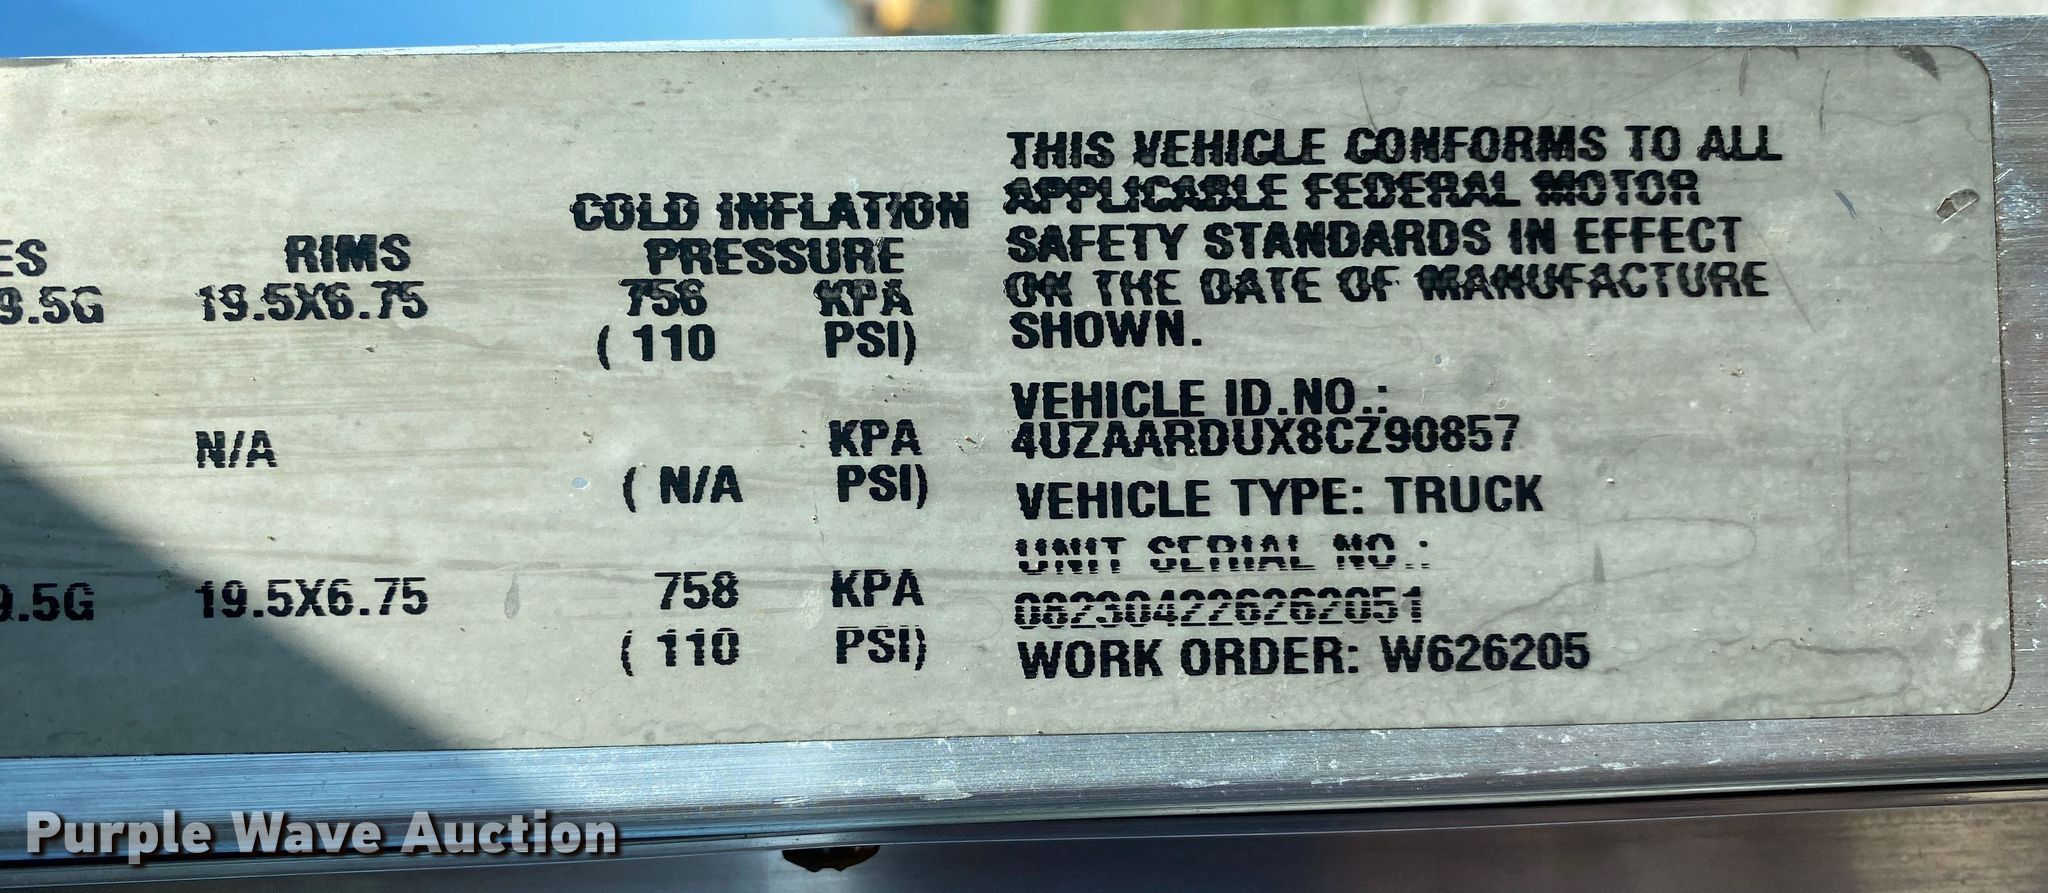 THIS VEHICLE CONFORMS TO ALL
APPLICABLE FEDERAL MOTOR
SAFETY STANDARDS IN EFFECT
ON THE DATE OF MANUFACTURE
SHOWN.
COLD INFLATION
ES RIMS PRESSURE
9.5G 19.5X6.75 758 KPA
( 110 PSI)
N/A KPA
( N/A PSI)
9.5G 19.5X6.75 758 KPA
( 110 PSI)
VEHICLE ID.NO.:
4UZAARDUX8CZ90857
VEHICLE TYPE: TRUCK
UNIT SERIAL NO.:
082304226262051
WORK ORDER: W626205
Purple Wave Auction